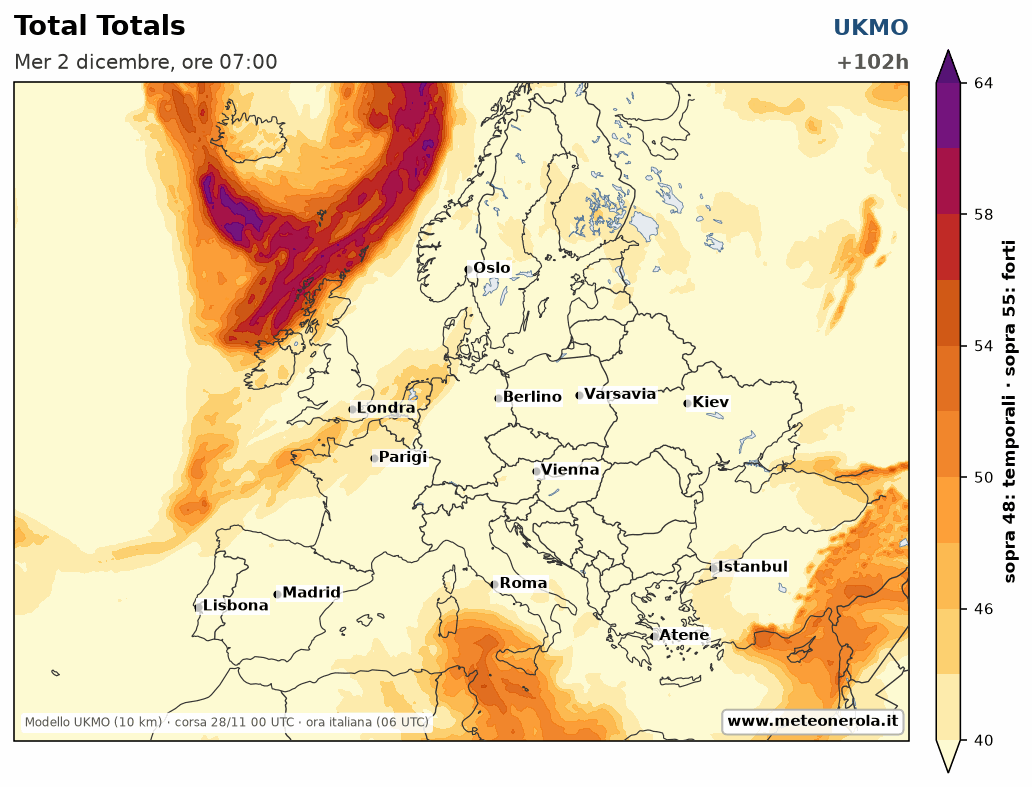 Total Totals
UKMO
Mer 2 dicembre, ore 07:00
+102h
64
58
54
50
46
40
sopra 48: temporali · sopra 55: forti
Oslo
Berlino
Varsavia
Kiev
Londra
Parigi
Vienna
Istanbul
Roma
Madrid
Lisbona
Atene
Modello UKMO (10 km) · corsa 28/11 00 UTC · ora italiana (06 UTC)
www.meteonerola.it